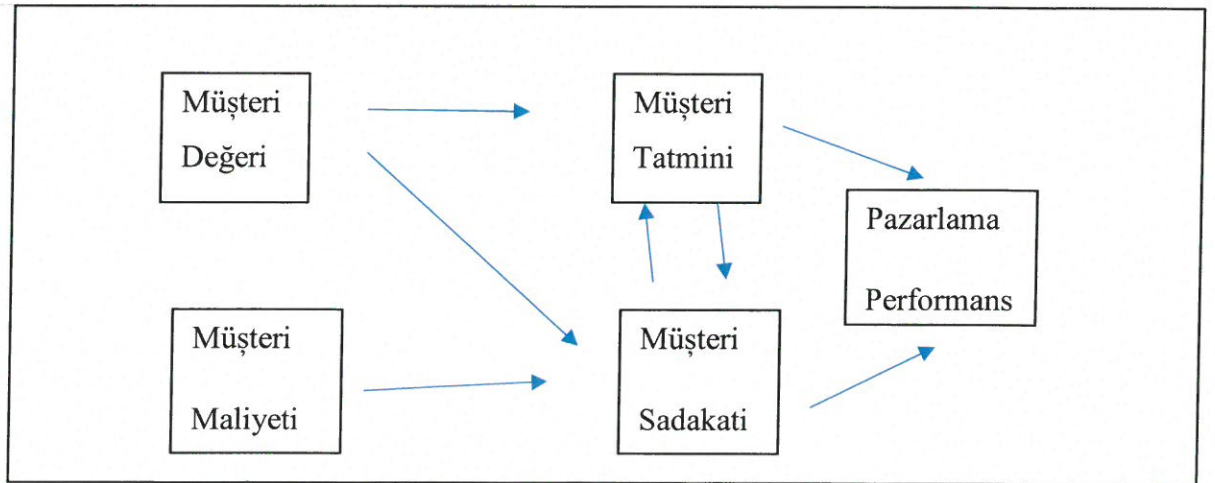 Müşteri
Değeri
Müşteri
Tatmini
Pazarlama
Performans
Müşteri
Maliyeti
Müşteri
Sadakati